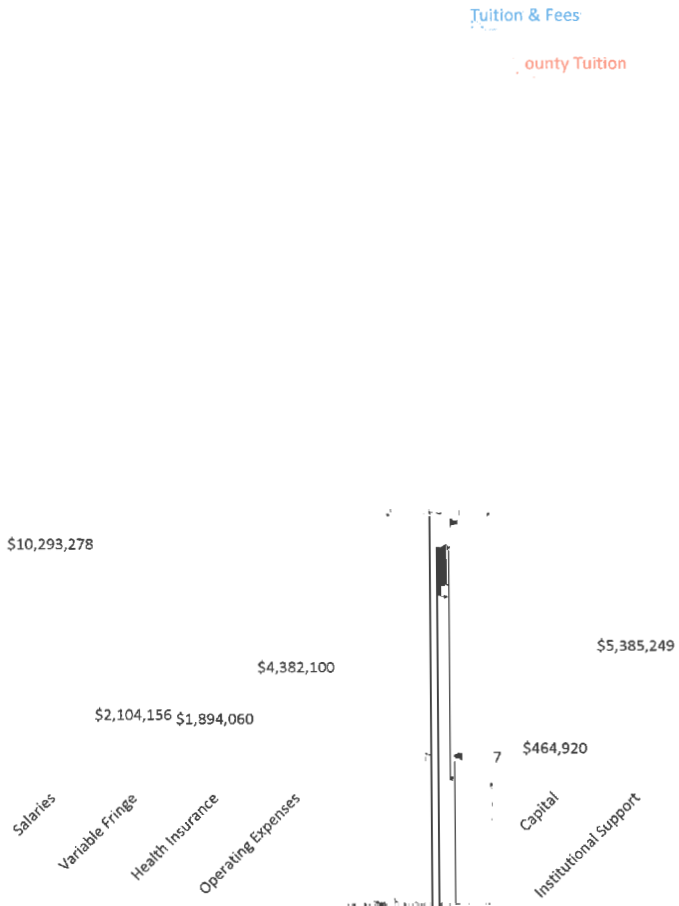 Tuition & Fees
ounty Tuition
$10,293,278
$5,385,249
$4,382,100
$2,104,156 $1,894,060
7 $464,920
Salaries
Variable Fringe
Health Insurance
Operating Expenses
Capital
Institutional Support